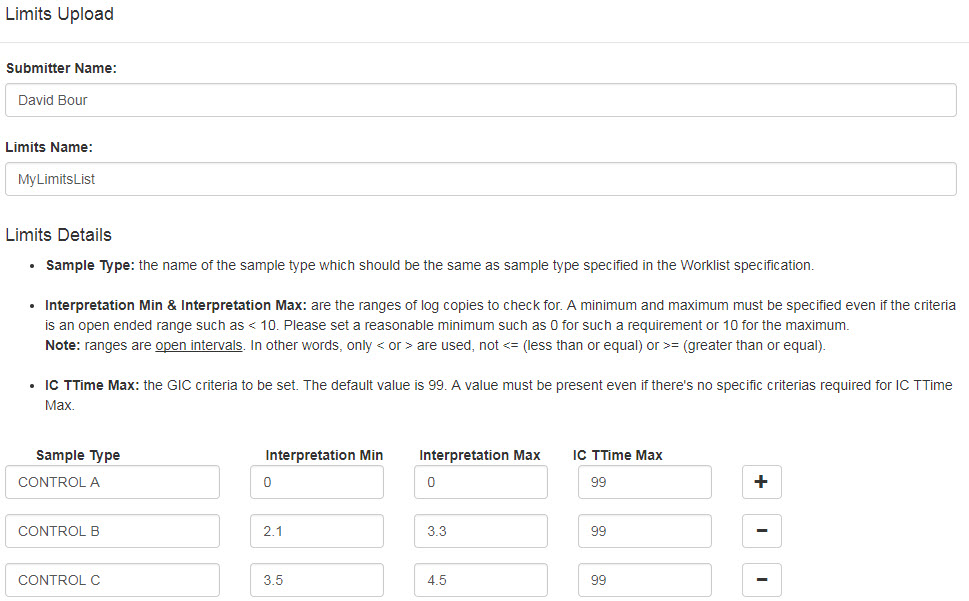 Limits Upload
Submitter Name:
David Bour
Limits Name:
MyLimitsList
Limits Details
• Sample Type: the name of the sample type which should be the same as sample type specified in the Worklist specification.
• Interpretation Min & Interpretation Max: are the ranges of log copies to check for. A minimum and maximum must be specified even if the criteria
is an open ended range such as < 10. Please set a reasonable minimum such as 0 for such a requirement or 10 for the maximum.
Note: ranges are open intervals. In other words, only < or > are used, not <= (less than or equal) or >= (greater than or equal).
• IC TTime Max: the GIC criteria to be set. The default value is 99. A value must be present even if there's no specific criterias required for IC TTime
Max.
Sample Type Interpretation Min Interpretation Max IC TTime Max
CONTROL A 0 0 99 +
CONTROL B 2.1 3.3 99 −
CONTROL C 3.5 4.5 99 −